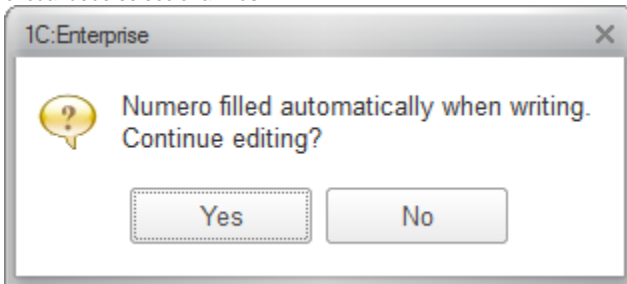 1C:Enterprise
Numero filled automatically when writing.
Continue editing?
Yes
No